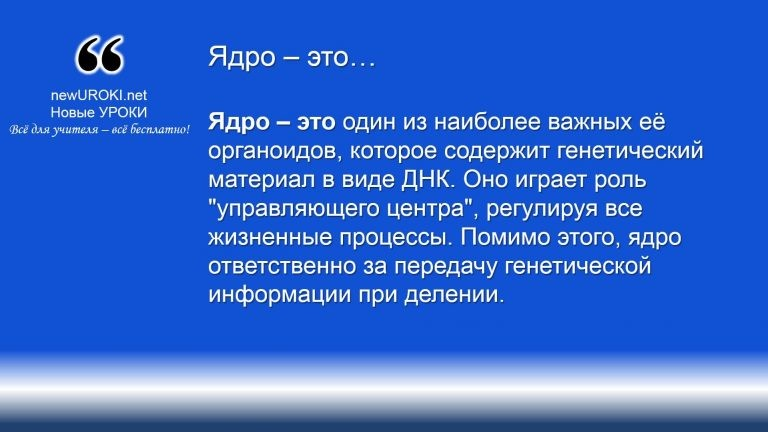 newUROKI.net
Новые УРОКИ
Всё для учителя – всё бесплатно!
Ядро – это…
Ядро – это один из наиболее важных её
органоидов, которое содержит генетический
материал в виде ДНК. Оно играет роль
"управляющего центра", регулируя все
жизненные процессы. Помимо этого, ядро
ответственно за передачу генетической
информации при делении.